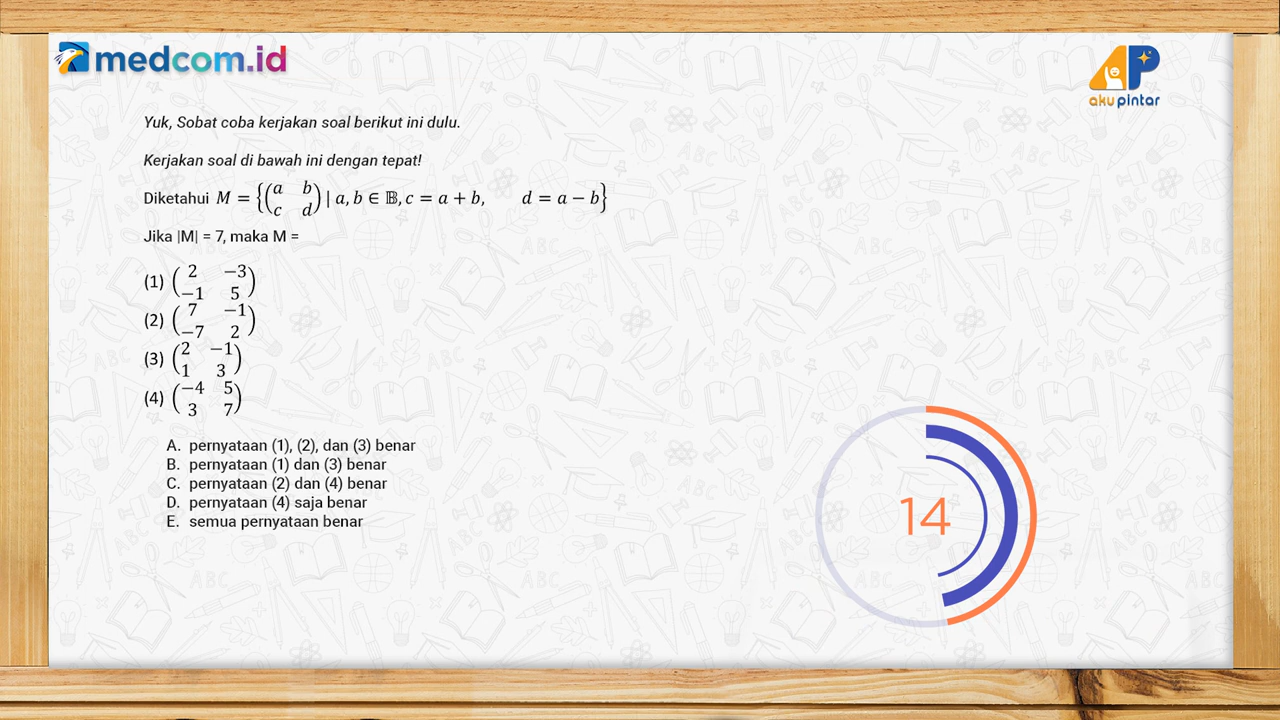 medcom.id
aku pintar
Yuk, Sobat coba kerjakan soal berikut ini dulu.
Kerjakan soal di bawah ini dengan tepat!
Diketahui M = {(a b; c d) | a, b ∈ 𝔹, c = a + b, d = a − b}
Jika |M| = 7, maka M =
(1) (2 −3; −1 5)
(2) (7 −1; −7 2)
(3) (2 −1; 1 3)
(4) (−4 5; 3 7)
A. pernyataan (1), (2), dan (3) benar
B. pernyataan (1) dan (3) benar
C. pernyataan (2) dan (4) benar
D. pernyataan (4) saja benar
E. semua pernyataan benar
14